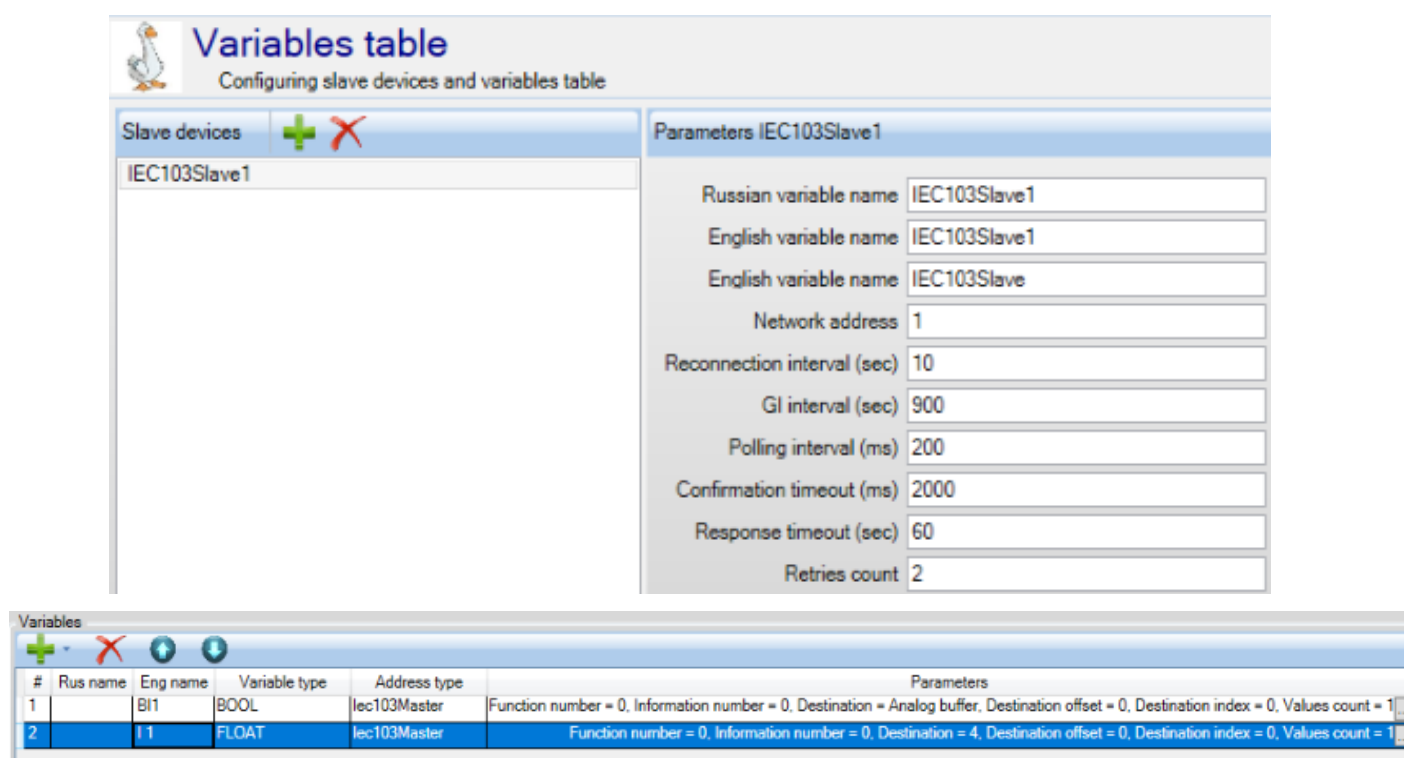 Variables table
Configuring slave devices and variables table
Slave devices
IEC103Slave1
Parameters IEC103Slave1
Russian variable name IEC103Slave1
English variable name IEC103Slave1
English variable name IEC103Slave
Network address 1
Reconnection interval (sec) 10
GI interval (sec) 900
Polling interval (ms) 200
Confirmation timeout (ms) 2000
Response timeout (sec) 60
Retries count 2
Variables
# Rus name Eng name Variable type Address type Parameters
1 BI1 BOOL Iec103Master Function number = 0, Information number = 0, Destination = Analog buffer, Destination offset = 0, Destination index = 0, Values count = 1 ...
2 I 1 FLOAT Iec103Master Function number = 0, Information number = 0, Destination = 4, Destination offset = 0, Destination index = 0, Values count = 1 ...